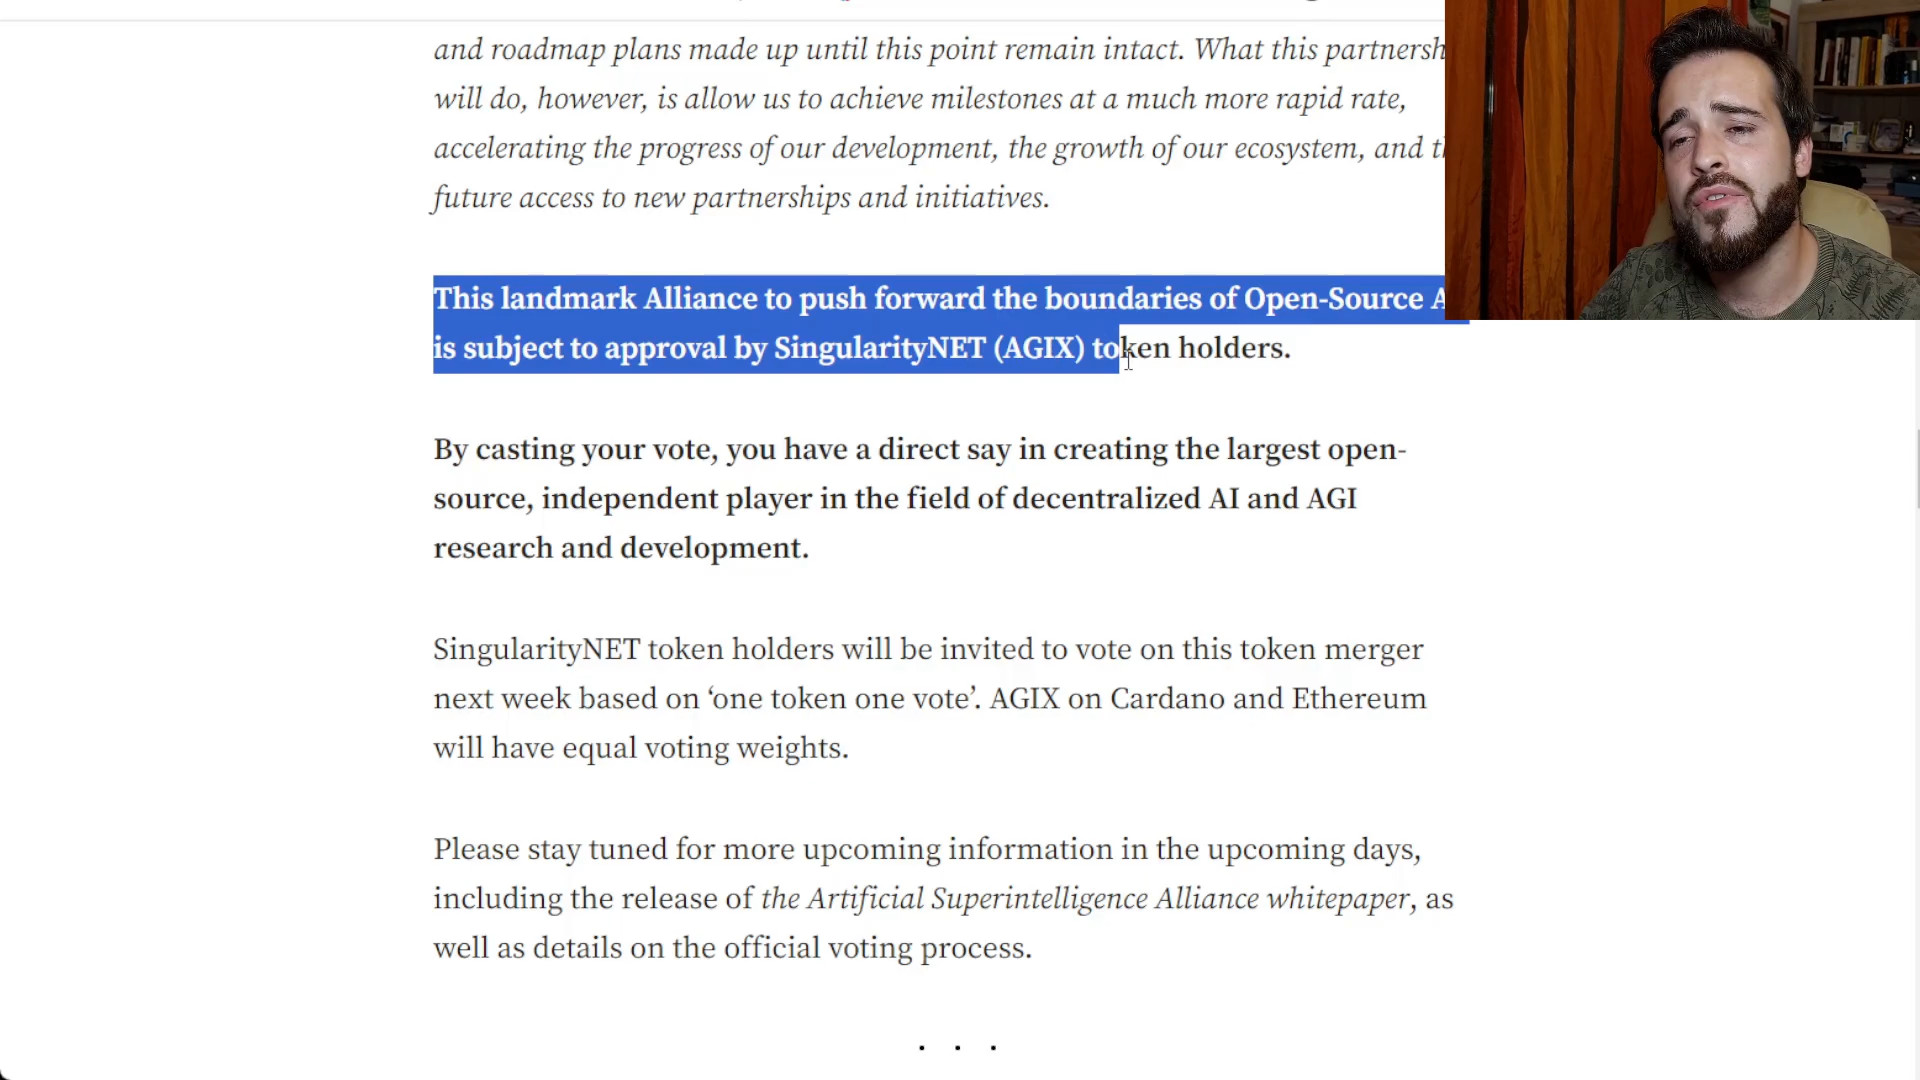 and roadmap plans made up until this point remain intact. What this
will do, however, is allow us to achieve milestones at a much more rapid rate,
accelerating the progress of our development, the growth of our ecosystem, and
future access to new partnerships and initiatives.
This landmark Alliance to push forward the boundaries of Open-Source
is subject to approval by SingularityNET (AGIX) token holders.
By casting your vote, you have a direct say in creating the largest open-
source, independent player in the field of decentralized AI and AGI
research and development.
SingularityNET token holders will be invited to vote on this token merger
next week based on ‘one token one vote’. AGIX on Cardano and Ethereum
will have equal voting weights.
Please stay tuned for more upcoming information in the upcoming days,
including the release of the Artificial Superintelligence Alliance whitepaper, as
well as details on the official voting process.
. . .